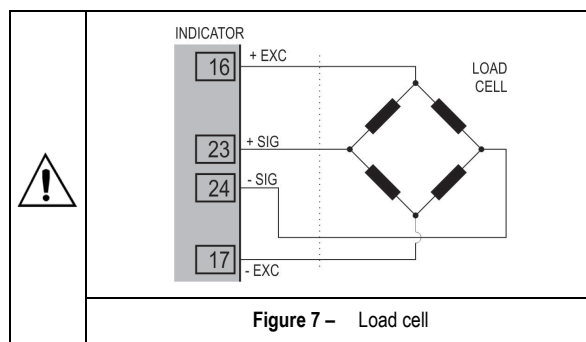 INDICATOR
16
+ EXC
LOAD
CELL
23
+ SIG
24
- SIG
17
- EXC
Figure 7 – Load cell